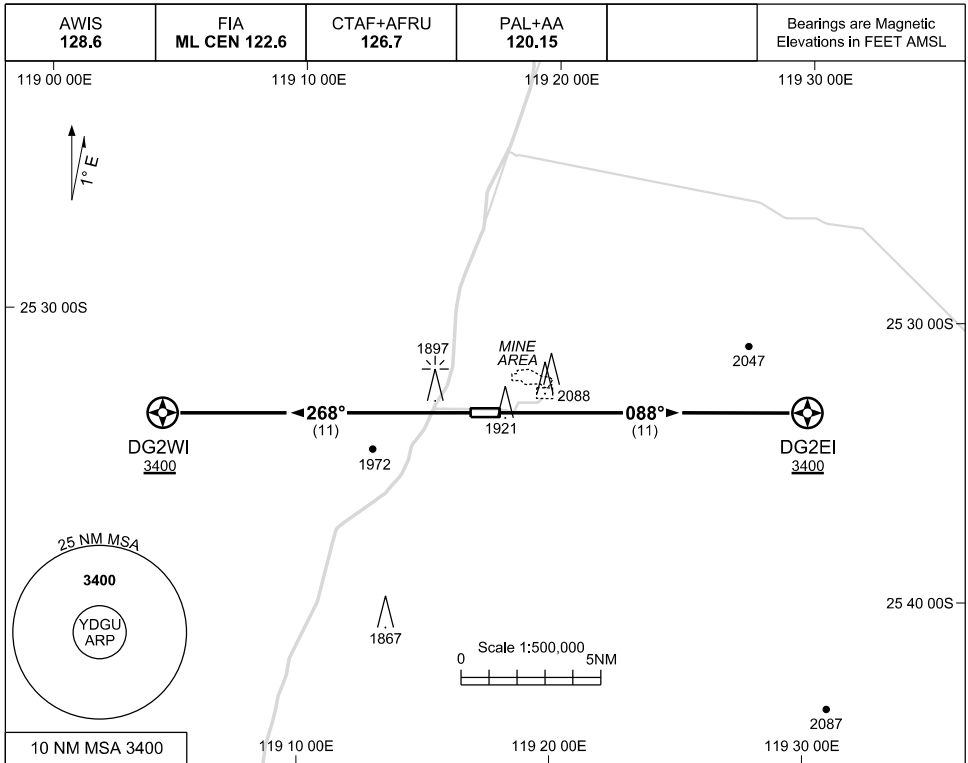 AWIS
128.6
FIA
ML CEN 122.6
CTAF+AFRU
126.7
PAL+AA
120.15
Bearings are Magnetic
Elevations in FEET AMSL
119 00 00E
119 10 00E
119 20 00E
119 30 00E
1° E
25 30 00S
25 30 00S
1897
MINE
AREA
2047
2088
268°
(11)
1921
088°
(11)
DG2WI
3400
1972
DG2EI
3400
25 NM MSA
3400
YDGU
ARP
1867
25 40 00S
Scale 1:500,000
0
5NM
2087
10 NM MSA 3400
119 10 00E
119 20 00E
119 30 00E